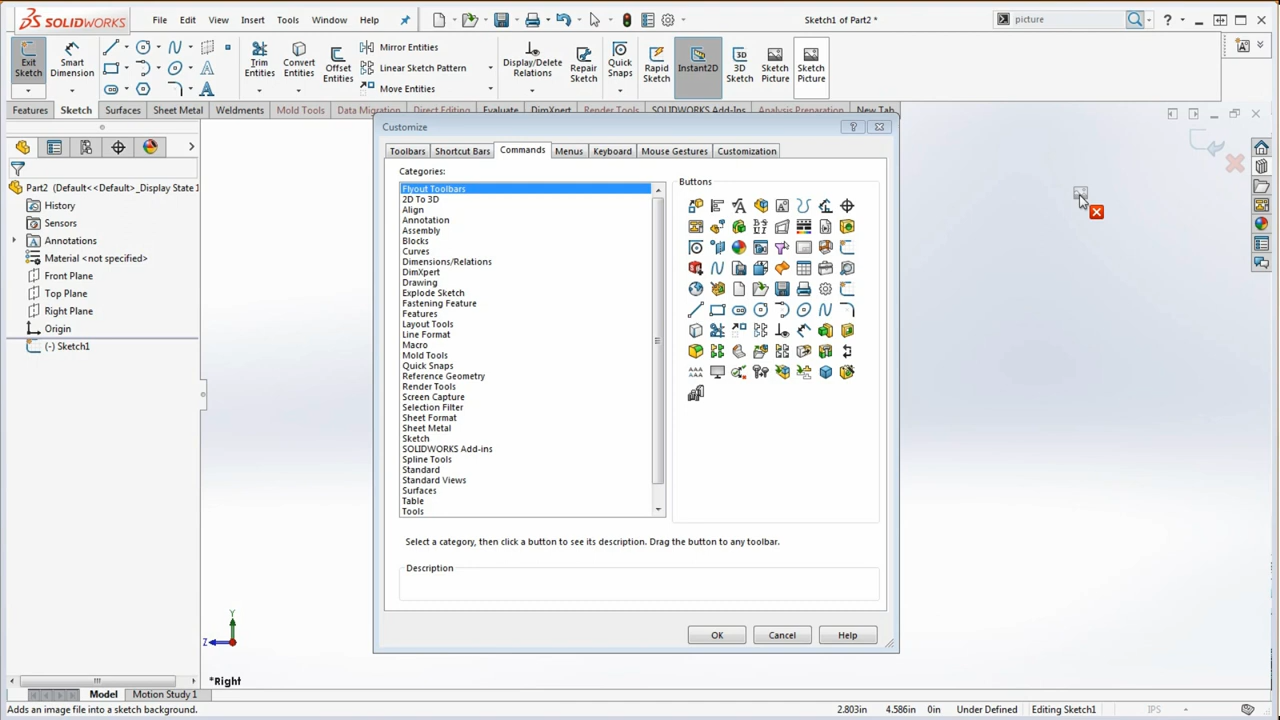 SOLIDWORKS File Edit View Insert Tools Window Help Sketch1 of Part2 * picture
Exit Sketch Smart Dimension Trim Entities Convert Entities Offset Entities Mirror Entities Linear Sketch Pattern Move Entities Display/Delete Relations Repair Sketch Quick Snaps Rapid Sketch Instant2D 3D Sketch Sketch Picture Sketch Picture
Features Sketch Surfaces Sheet Metal Weldments Mold Tools Data Migration Direct Editing Evaluate DimXpert Render Tools SOLIDWORKS Add-Ins Analysis Preparation New Tab
Part2 (Default<<Default>_Display State 1
History
Sensors
Annotations
Material <not specified>
Front Plane
Top Plane
Right Plane
Origin
(-) Sketch1
Customize
Toolbars Shortcut Bars Commands Menus Keyboard Mouse Gestures Customization
Categories:
Flyout Toolbars
2D To 3D
Align
Annotation
Assembly
Blocks
Curves
Dimensions/Relations
DimXpert
Drawing
Explode Sketch
Fastening Feature
Features
Layout Tools
Line Format
Macro
Mold Tools
Quick Snaps
Reference Geometry
Render Tools
Screen Capture
Selection Filter
Sheet Format
Sheet Metal
Sketch
SOLIDWORKS Add-ins
Spline Tools
Standard
Standard Views
Surfaces
Table
Tools
Buttons
Select a category, then click a button to see its description. Drag the button to any toolbar.
Description
OK Cancel Help
Y
Z
*Right
Model Motion Study 1
Adds an image file into a sketch background. 2.803in 4.586in 0in Under Defined Editing Sketch1 IPS